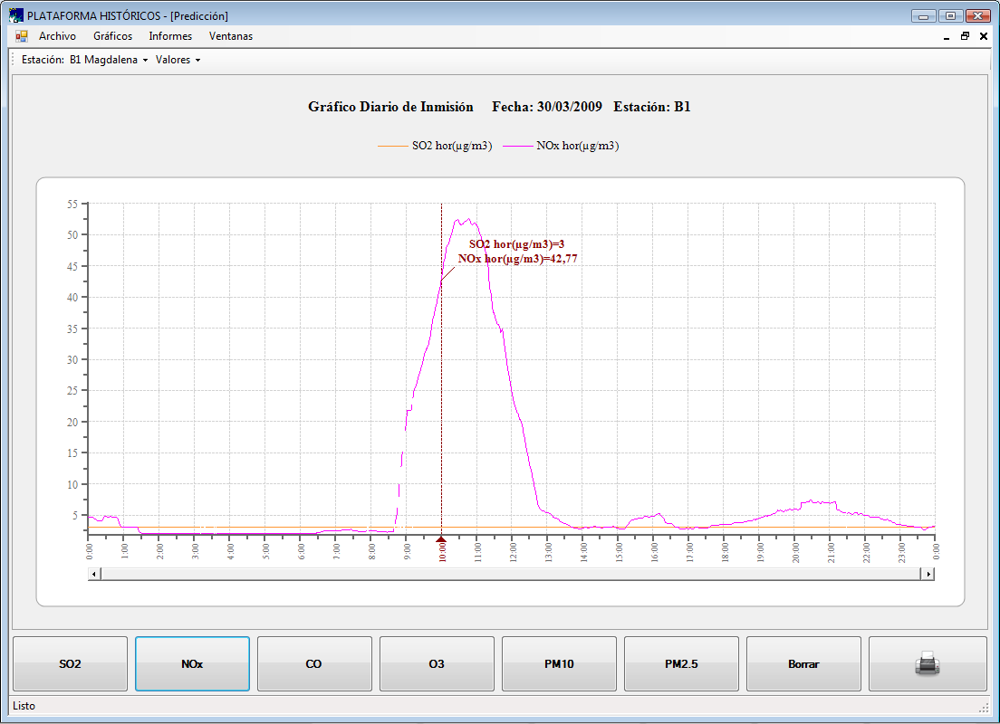 PLATAFORMA HISTÓRICOS - [Predicción]
Archivo Gráficos Informes Ventanas
Estación: B1 Magdalena Valores
Gráfico Diario de Inmisión Fecha: 30/03/2009 Estación: B1
SO2 hor(µg/m3) NOx hor(µg/m3)
55
50
SO2 hor(µg/m3)=3
NOx hor(µg/m3)=42,77
45
40
35
30
25
20
15
10
5
0:00 1:00 2:00 3:00 4:00 5:00 6:00 7:00 8:00 9:00 10:00 11:00 12:00 13:00 14:00 15:00 16:00 17:00 18:00 19:00 20:00 21:00 22:00 23:00 0:00
SO2 NOx CO O3 PM10 PM2.5 Borrar
Listo